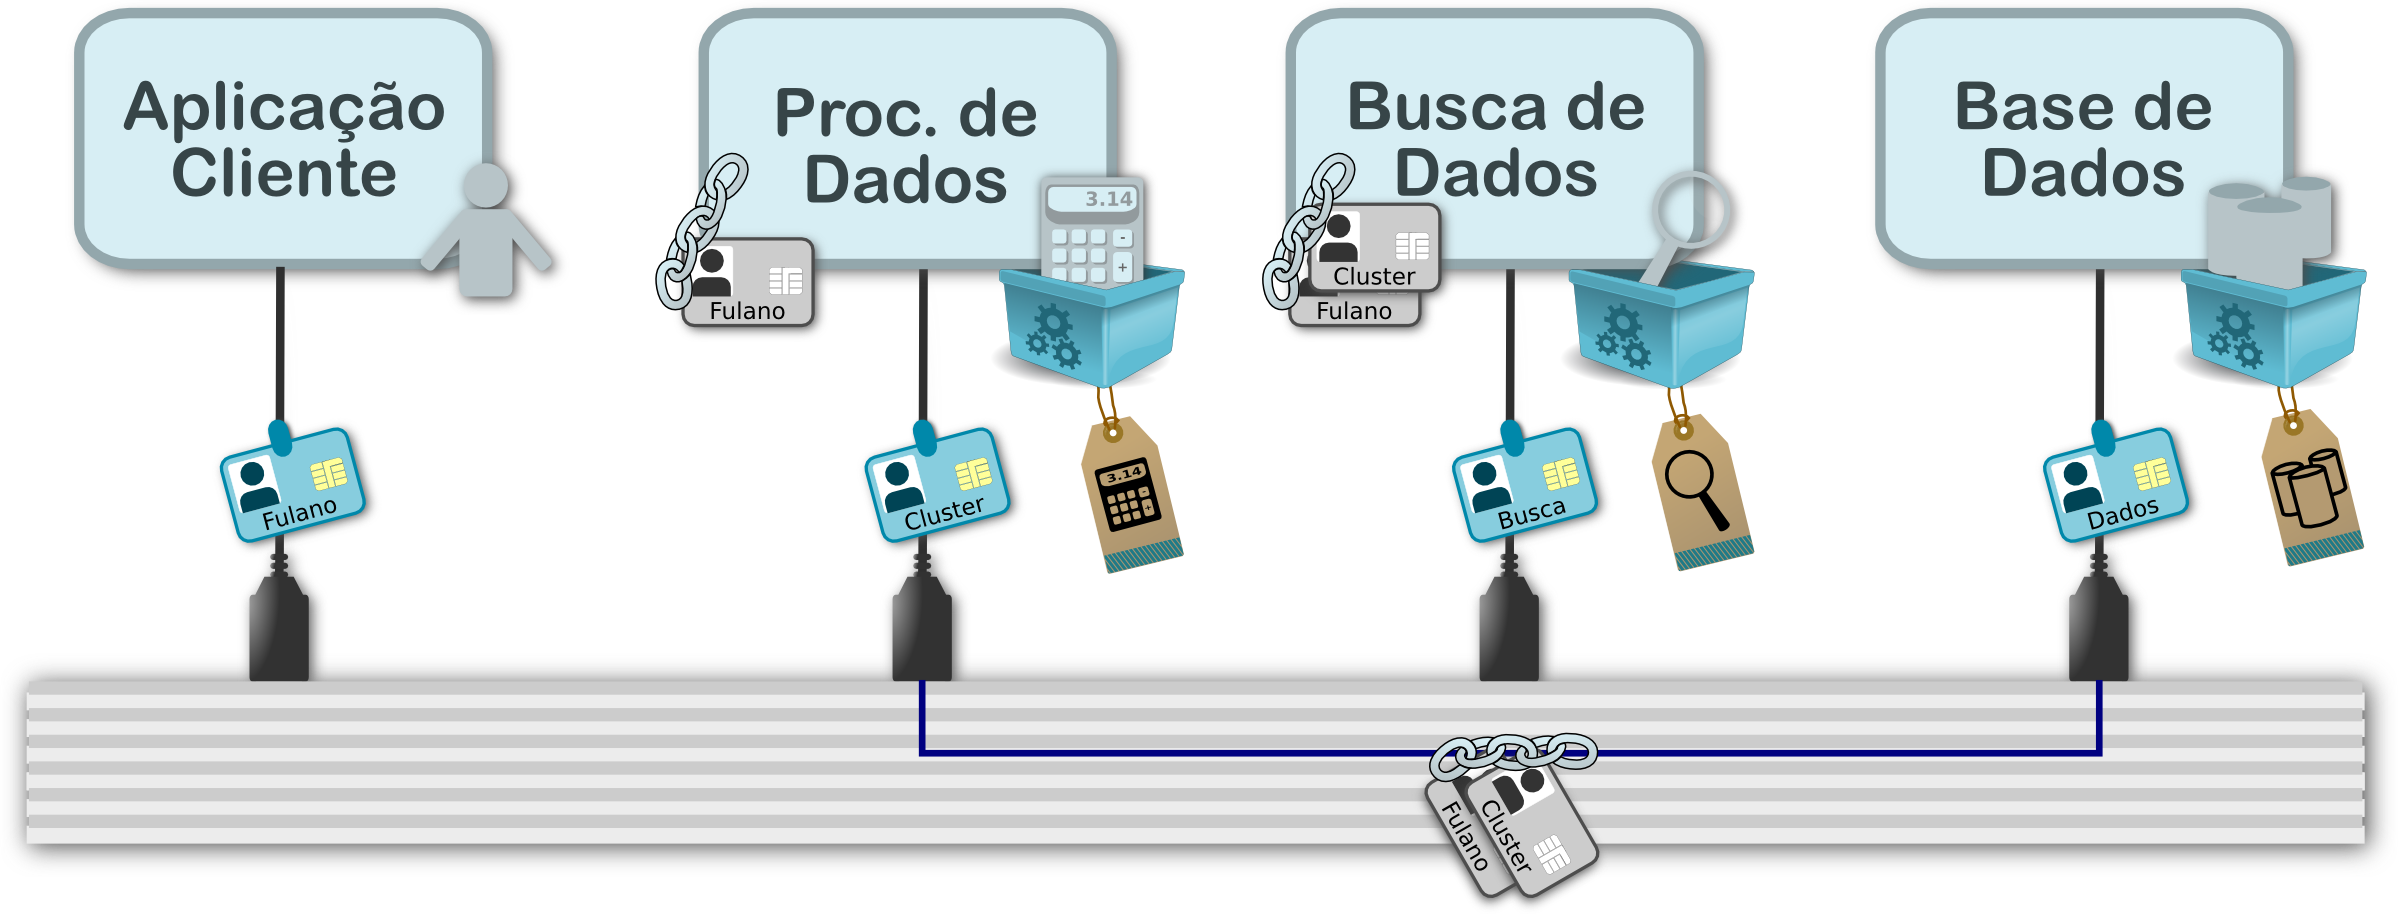 Aplicação
Cliente
Proc. de
Dados
Busca de
Dados
Base de
Dados
3.14
-
+
Fulano
Cluster
Fulano
Fulano
Cluster
3.14
-
+
Busca
Dados
Fulano
Cluster